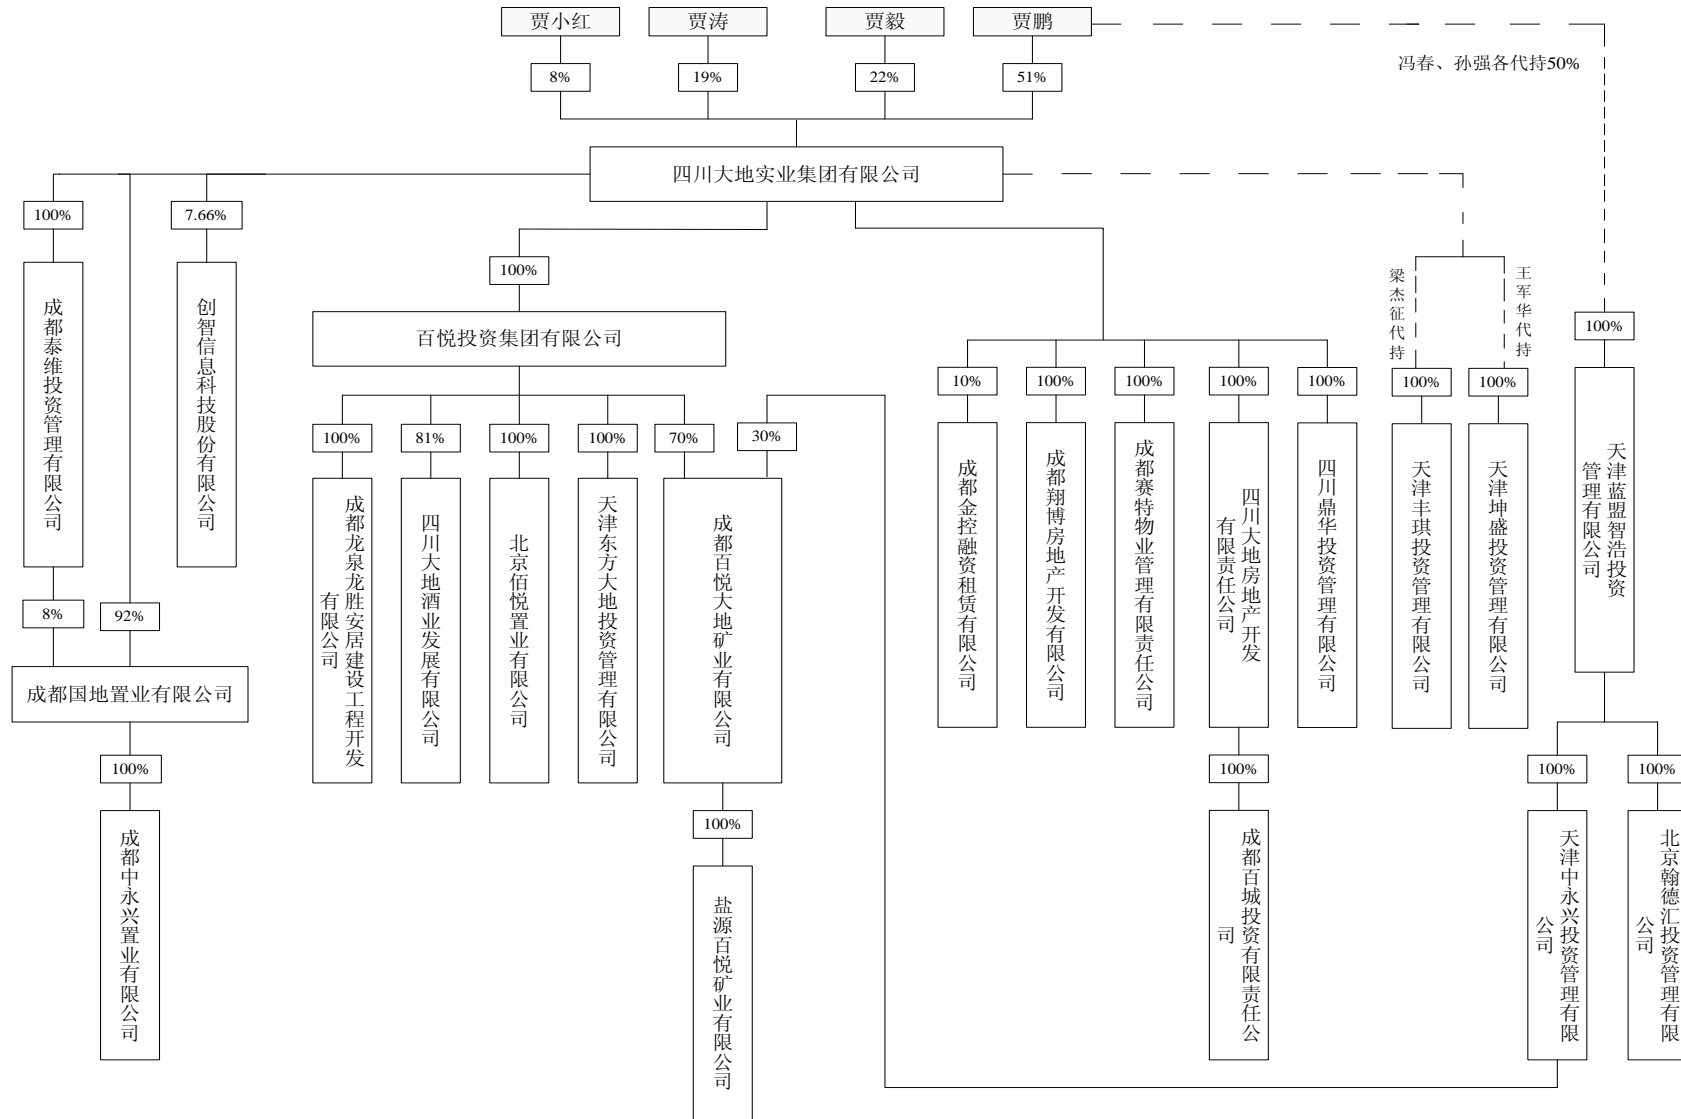 贾小红
贾涛
贾毅
贾鹏
8%
19%
22%
51%
冯春、孙强各代持50%
四川大地实业集团有限公司
100%
7.66%
成都泰维投资管理有限公司
创智信息科技股份有限公司
100%
百悦投资集团有限公司
梁杰征代持
王军华代持
100%
10%
100%
100%
100%
100%
100%
100%
100%
81%
100%
100%
70%
30%
成都龙泉龙胜安居建设工程开发
有限公司
四川大地酒业发展有限公司
北京佰悦置业有限公司
天津东方大地投资管理有限公司
成都百悦大地矿业有限公司
成都金控融资租赁有限公司
成都翔博房地产开发有限公司
成都赛特物业管理有限责任公司
四川大地房地产开发
有限责任公司
四川鼎华投资管理有限公司
天津丰琪投资管理有限公司
天津坤盛投资管理有限公司
天津蓝盟智浩投资
管理有限公司
8%
92%
成都国地置业有限公司
100%
100%
100%
100%
100%
成都中永兴置业有限公司
盐源百悦矿业有限公司
成都百城投资有限责任公
司
天津中永兴投资管理有限
公司
北京翰德汇投资管理有限
公司